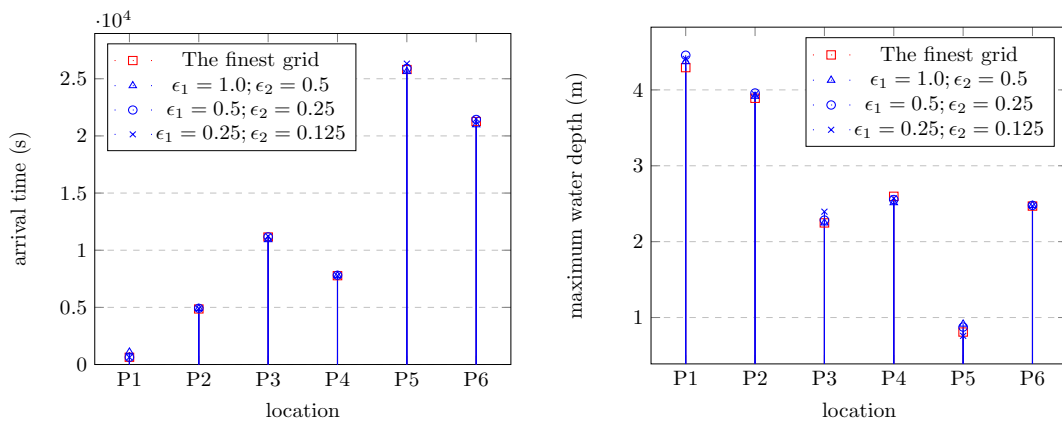 ·10⁴
The finest grid
ϵ₁ = 1.0; ϵ₂ = 0.5
ϵ₁ = 0.5; ϵ₂ = 0.25
ϵ₁ = 0.25; ϵ₂ = 0.125
2.5
2
1.5
1
0.5
0
arrival time (s)
P1 P2 P3 P4 P5 P6
location
The finest grid
ϵ₁ = 1.0; ϵ₂ = 0.5
ϵ₁ = 0.5; ϵ₂ = 0.25
ϵ₁ = 0.25; ϵ₂ = 0.125
4
3
2
1
maximum water depth (m)
P1 P2 P3 P4 P5 P6
location